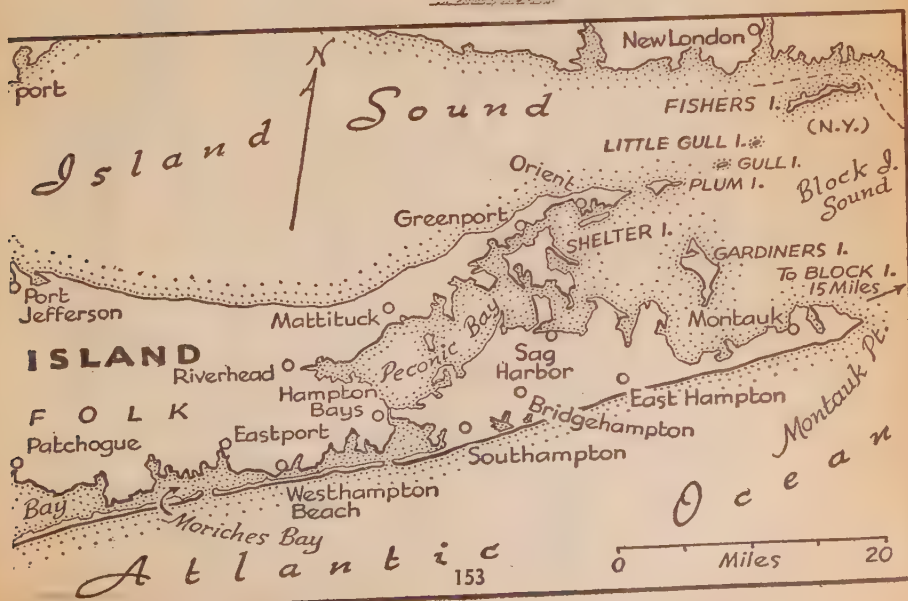 New London
port
FISHERS I.
(N.Y.)
N
Island Sound
LITTLE GULL I.
GULL I.
Orient
PLUM I.
Block I.
Sound
Greenport
SHELTER I.
GARDINERS I.
TO BLOCK I.
15 Miles
Port
Jefferson
Mattituck
Montauk
Peconic Bay
ISLAND
Riverhead
Sag
Harbor
Hampton
Bays
East Hampton
Montauk Pt.
FOLK
Bridgehampton
Patchogue
Eastport
Southampton
Westhampton
Beach
Bay
Moriches Bay
Atlantic Ocean
0 Miles 20
153